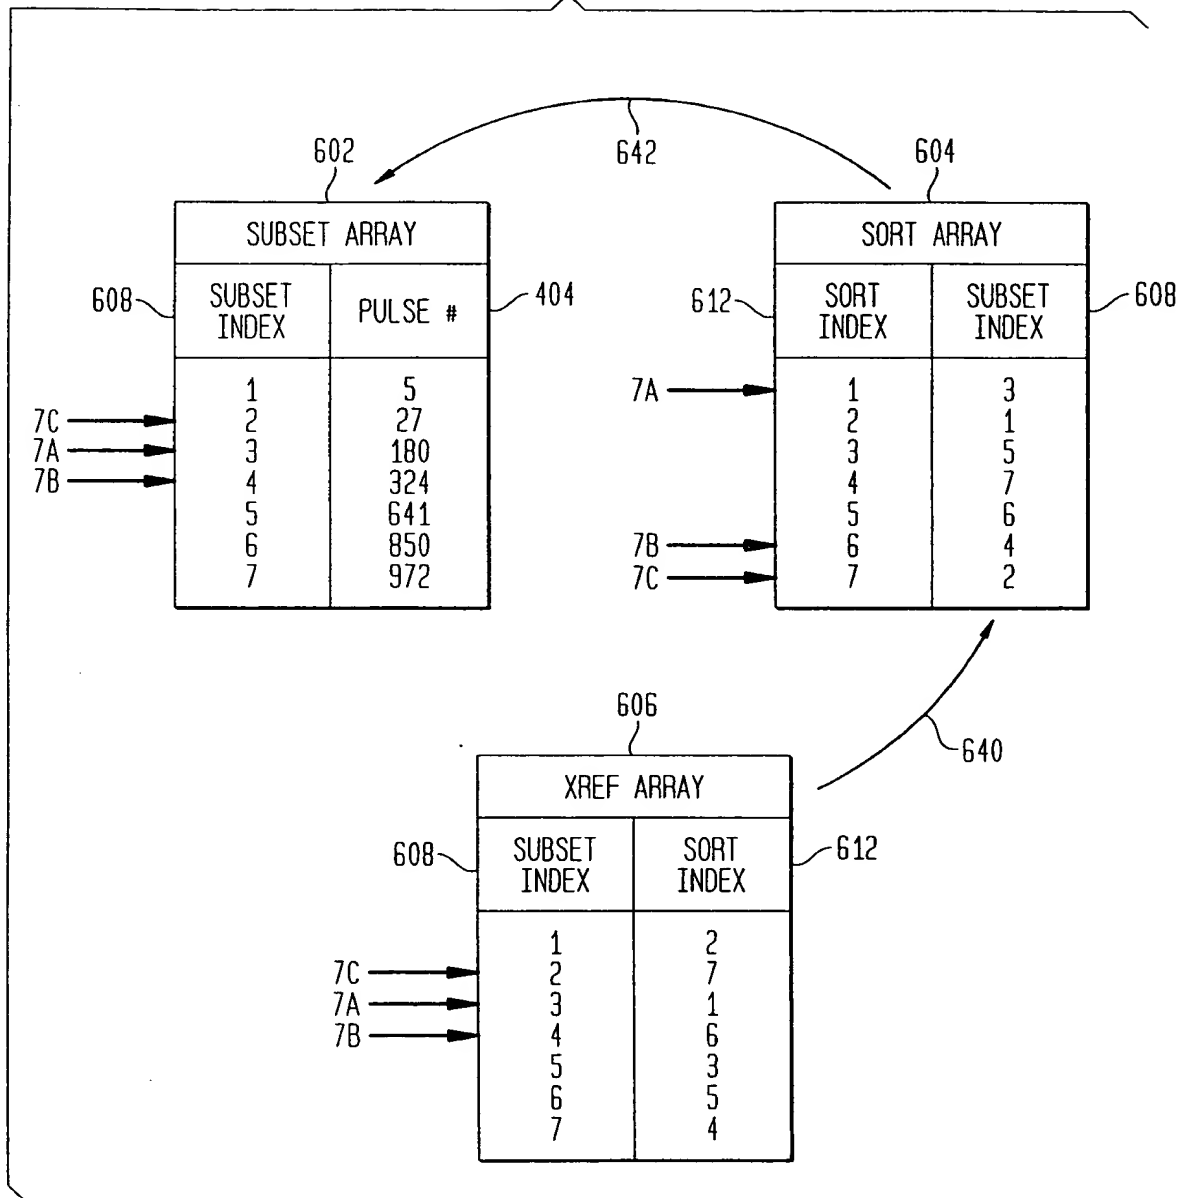 642
602
604
SUBSET ARRAY
SORT ARRAY
608
SUBSET INDEX
PULSE #
404
612
SORT INDEX
SUBSET INDEX
608
1 5
7C 2 27
7A 3 180
7B 4 324
5 641
6 850
7 972
7A 1 3
2 1
3 5
4 7
5 6
7B 6 4
7C 7 2
640
606
XREF ARRAY
608
SUBSET INDEX
SORT INDEX
612
1 2
7C 2 7
7A 3 1
7B 4 6
5 3
6 5
7 4